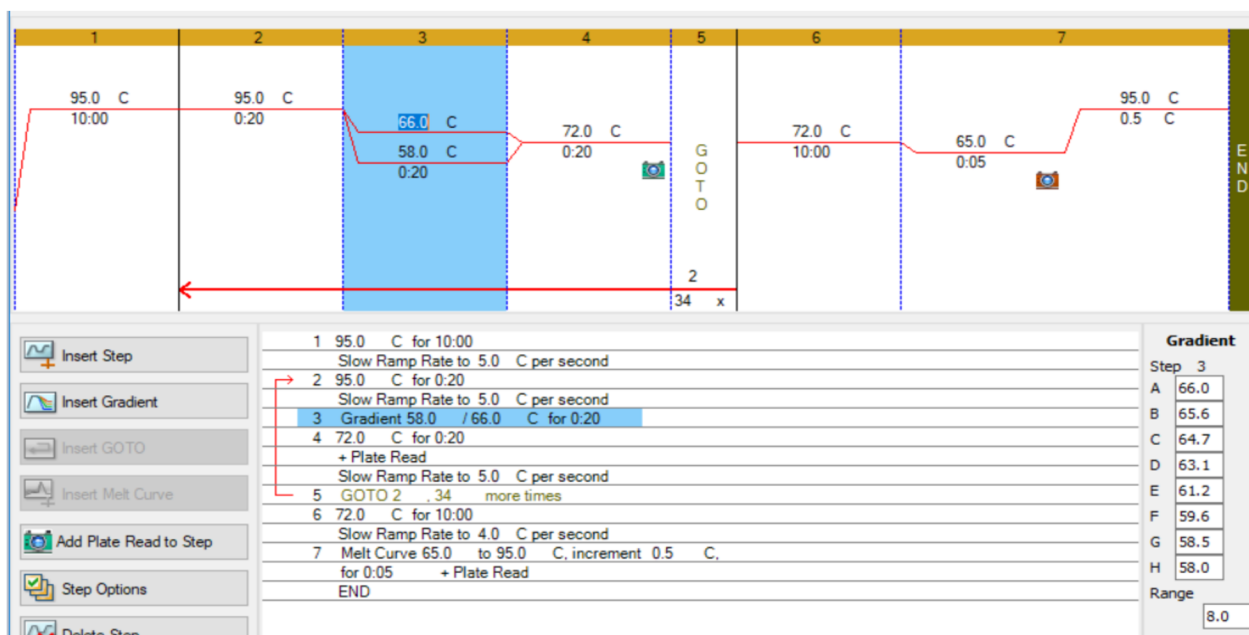 1 2 3 4 5 6 7
95.0 C
10:00
95.0 C
0:20
66.0 C
58.0 C
0:20
72.0 C
0:20
GOTO
2
34 x
72.0 C
10:00
65.0 C
0:05
95.0 C
0.5 C
END
Insert Step
Insert Gradient
Insert GOTO
Insert Melt Curve
Add Plate Read to Step
Step Options
Delete Step
1 95.0 C for 10:00
Slow Ramp Rate to 5.0 C per second
2 95.0 C for 0:20
Slow Ramp Rate to 5.0 C per second
3 Gradient 58.0 / 66.0 C for 0:20
4 72.0 C for 0:20
+ Plate Read
Slow Ramp Rate to 5.0 C per second
5 GOTO 2 , 34 more times
6 72.0 C for 10:00
Slow Ramp Rate to 4.0 C per second
7 Melt Curve 65.0 to 95.0 C, increment 0.5 C,
for 0:05 + Plate Read
END
Gradient
Step 3
A 66.0
B 65.6
C 64.7
D 63.1
E 61.2
F 59.6
G 58.5
H 58.0
Range
8.0